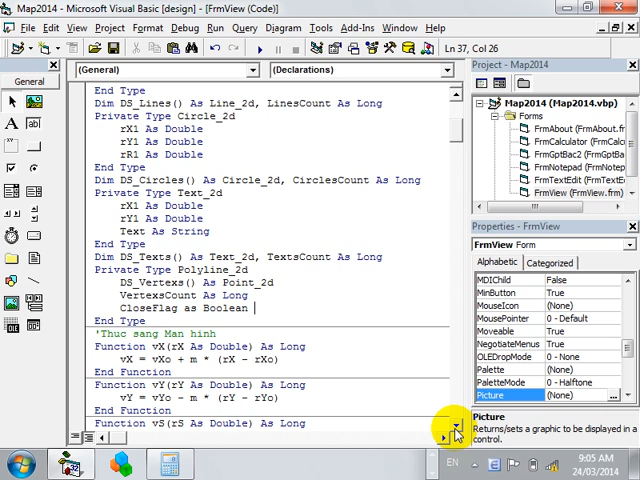 Map2014 - Microsoft Visual Basic [design] - [FrmView (Code)]
File Edit View Project Format Debug Run Query Diagram Tools Add-Ins Window Help
Ln 37, Col 26
General
(General)
(Declarations)
End Type
Dim DS_Lines() As Line_2d, LinesCount As Long
Private Type Circle_2d
rX1 As Double
rY1 As Double
rR1 As Double
End Type
Dim DS_Circles() As Circle_2d, CirclesCount As Long
Private Type Text_2d
rX1 As Double
rY1 As Double
Text As String
End Type
Dim DS_Texts() As Text_2d, TextsCount As Long
Private Type Polyline_2d
DS_Vertexs() As Point_2d
VertexsCount As Long
CloseFlag as Boolean
End Type
'Thuc sang Man hinh
Function vX(rX As Double) As Long
vX = vXo + m * (rX - rXo)
End Function
Function vY(rY As Double) As Long
vY = vYo - m * (rY - rYo)
End Function
Function vS(rS As Double) As Long
Project - Map2014
Map2014 (Map2014.vbp)
Forms
FrmAbout (FrmAbout.f
FrmCalculator (FrmCalc
FrmGptBac2 (FrmGptB
FrmNotepad (FrmNote
FrmTextEdit (FrmTextE
FrmView (FrmView.frm)
Properties - FrmView
FrmView Form
Alphabetic Categorized
MDIChild False
MinButton True
MouseIcon (None)
MousePointer 0 - Default
Moveable True
NegotiateMenus True
OLEDropMode 0 - None
Palette (None)
PaletteMode 0 - Halftone
Picture (None) ...
Picture
Returns/sets a graphic to be displayed in a control.
EN
9:05 AM
24/03/2014